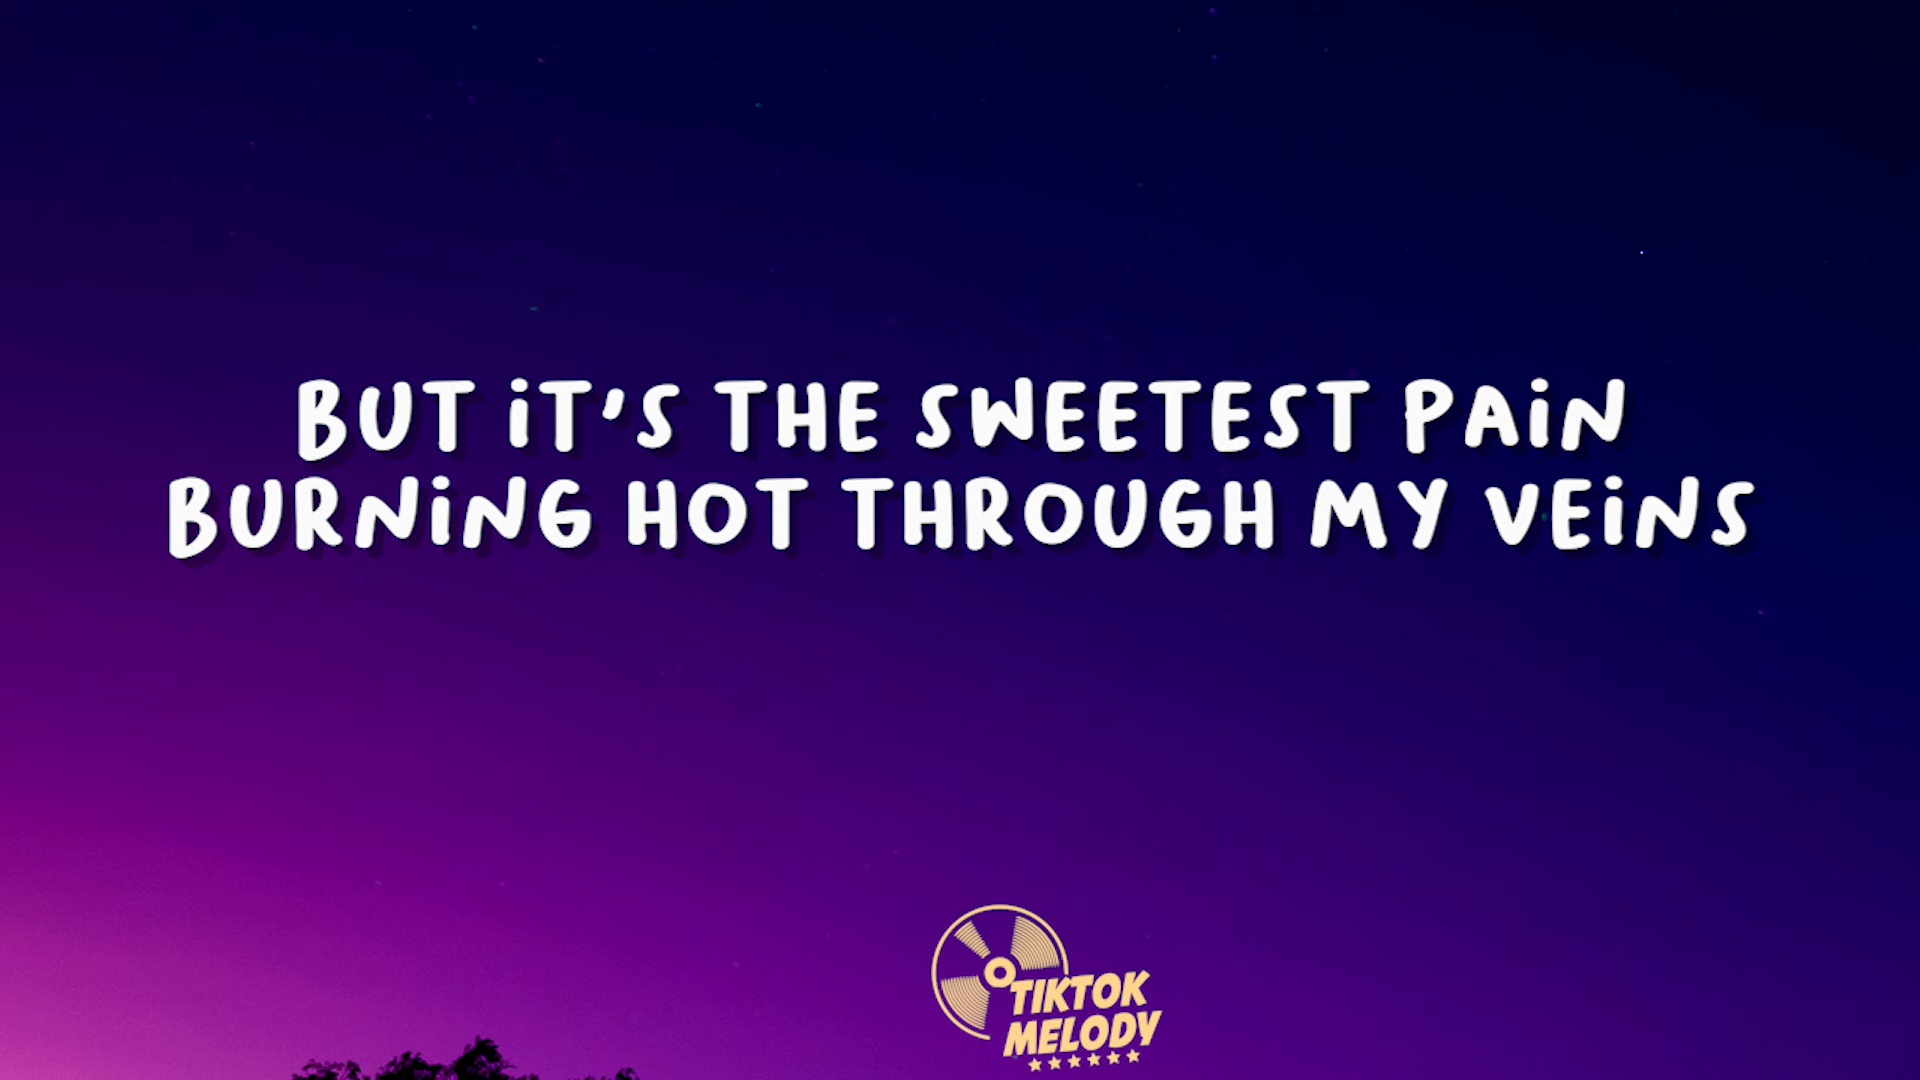 BUT iT'S THE SWEETEST PAiN
BURNiNG HOT THROUGH MY VEiNS
TIKTOK
MELODY